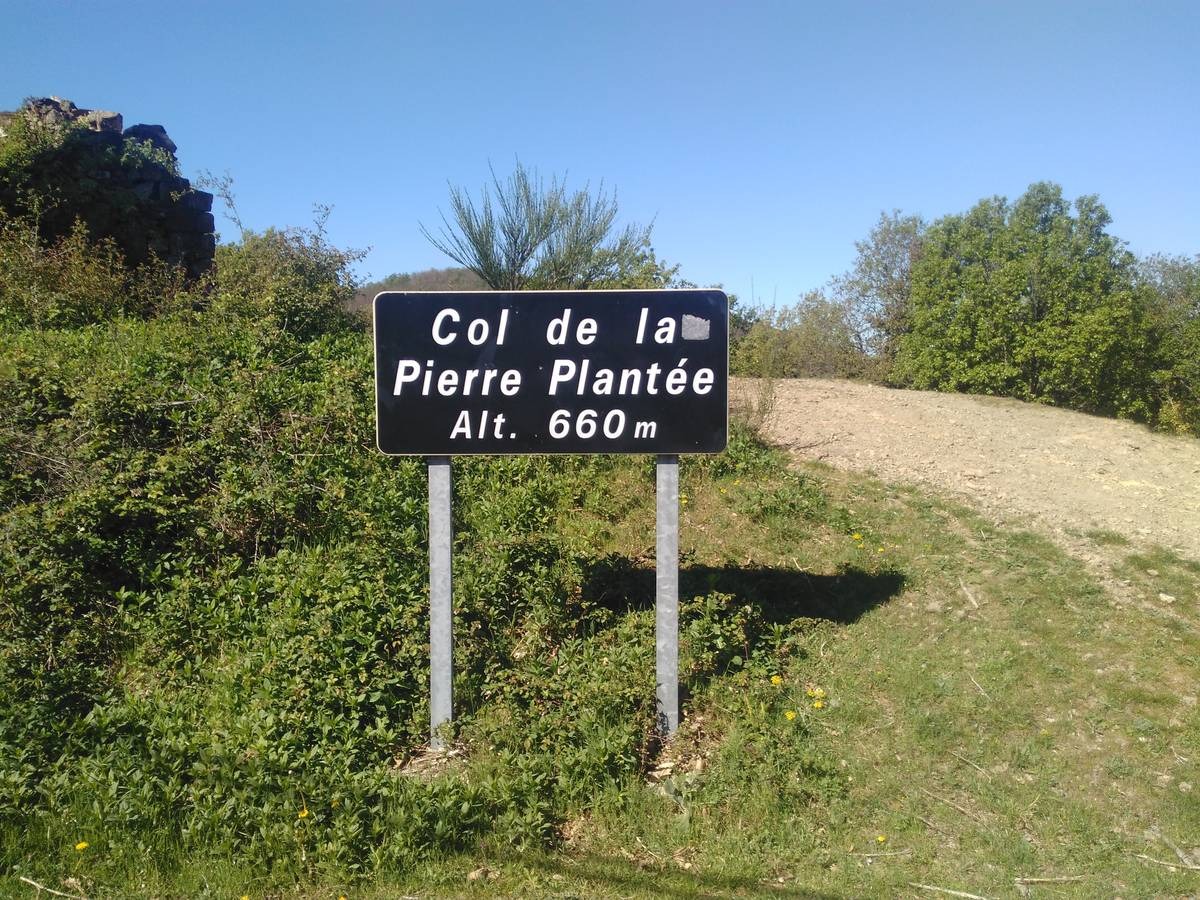 Col de la
Pierre Plantée
Alt. 660 m